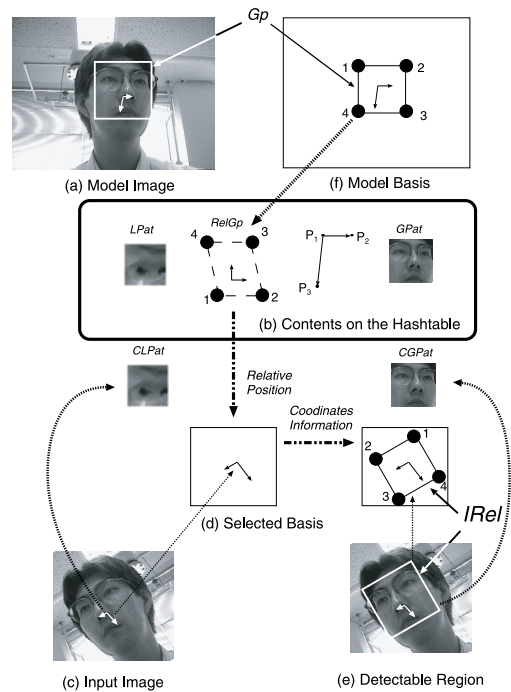 Gp
1 2
4 3
(a) Model Image
(f) Model Basis
LPat
RelGp
GPat
4 3
P1 P2
P3
1 2
(b) Contents on the Hashtable
CLPat
CGPat
Relative
Position
Coodinates
Information
1
2
4
3
(d) Selected Basis
IRel
(c) Input Image
(e) Detectable Region